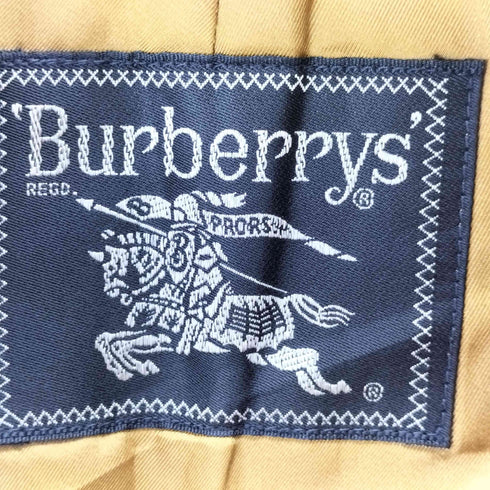 'Burberrys'
REGD. ®
B PRORSUM
B
®